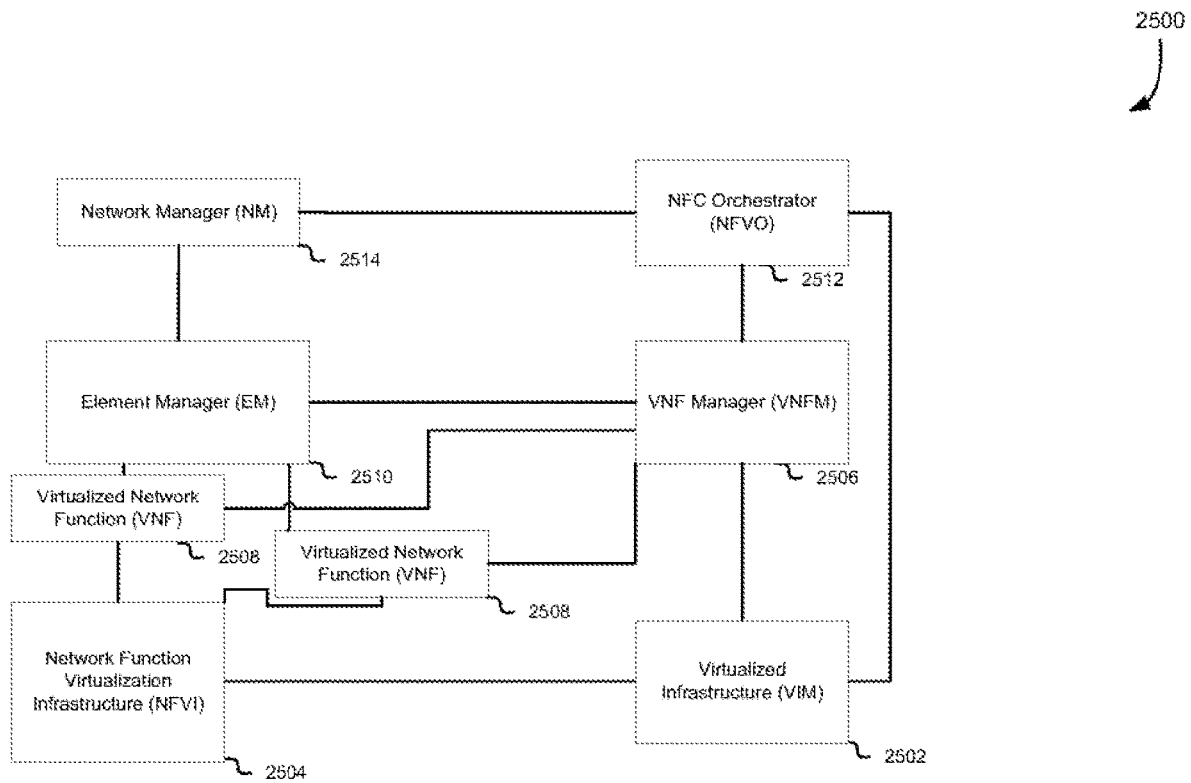 2500
Network Manager (NM)
2514
NFC Orchestrator
(NFVO)
2512
Element Manager (EM)
2510
VNF Manager (VNFM)
2506
Virtualized Network
Function (VNF)
2508
Virtualized Network
Function (VNF)
2508
Network Function
Virtualization
Infrastructure (NFVI)
2504
Virtualized
Infrastructure (VIM)
2502